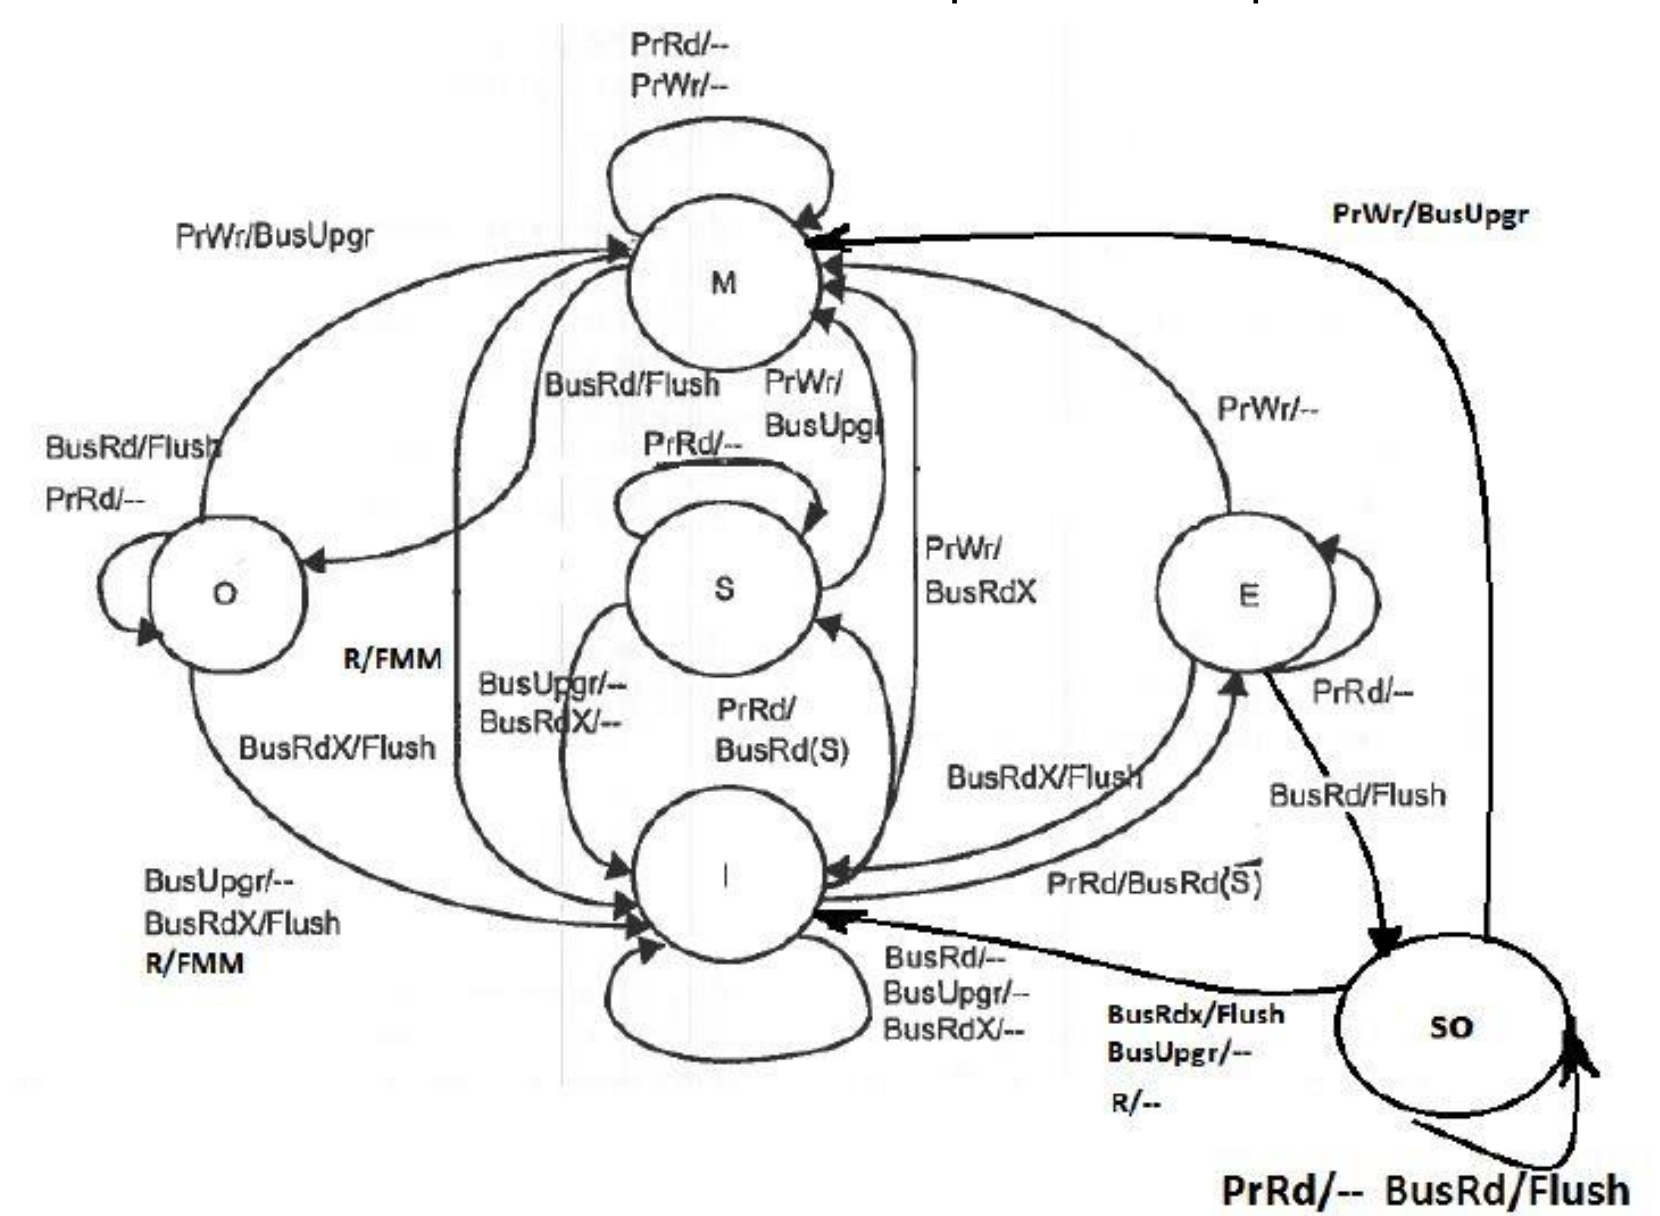 PrRd/--
PrWr/--
PrWr/BusUpgr
PrWr/BusUpgr
M
BusRd/Flush
PrWr/
BusUpgr
PrWr/--
BusRd/Flush
PrRd/--
PrRd/--
O
S
PrWr/
BusRdX
E
R/FMM
BusUpgr/--
BusRdX/--
PrRd/
BusRd(S)
PrRd/--
BusRdX/Flush
BusRdX/Flush
BusRd/Flush
I
PrRd/BusRd(S̅)
BusUpgr/--
BusRdX/Flush
R/FMM
BusRd/--
BusUpgr/--
BusRdX/--
BusRdx/Flush
BusUpgr/--
R/--
SO
PrRd/-- BusRd/Flush